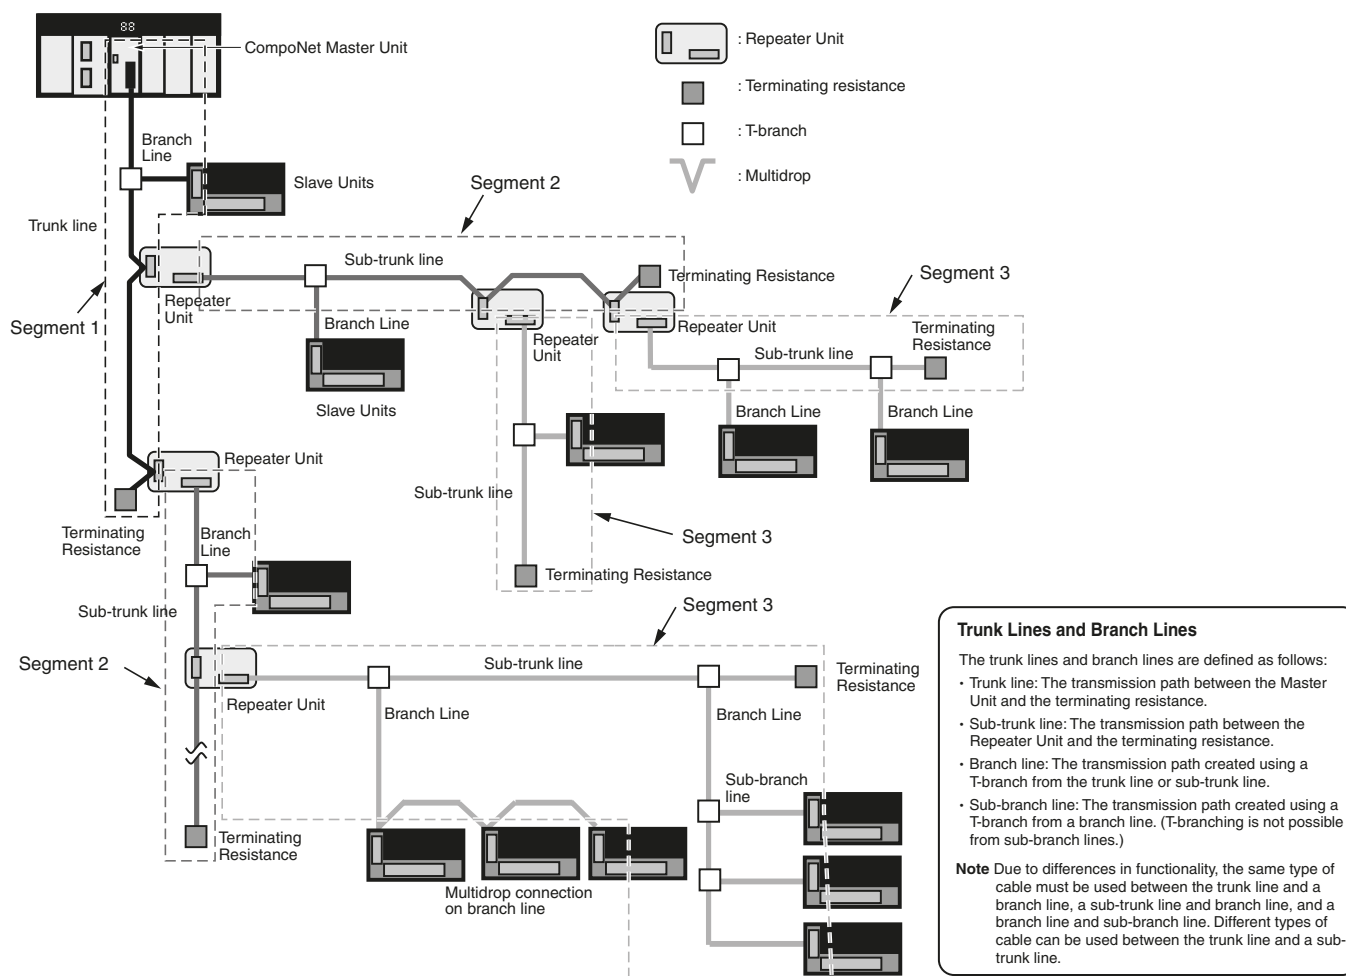 88
CompoNet Master Unit
: Repeater Unit
: Terminating resistance
: T-branch
: Multidrop
Branch
Line
Slave Units
Segment 2
Trunk line
Sub-trunk line
Terminating Resistance
Segment 3
Repeater
Unit
Segment 1
Branch Line
Repeater
Unit
Repeater Unit
Terminating
Resistance
Sub-trunk line
Slave Units
Branch Line
Branch Line
Repeater Unit
Sub-trunk line
Terminating
Resistance
Branch
Line
Segment 3
Terminating Resistance
Sub-trunk line
Segment 3
Segment 2
Sub-trunk line
Terminating
Resistance
Repeater Unit
Branch Line
Branch Line
Sub-branch
line
Terminating
Resistance
Multidrop connection
on branch line
Trunk Lines and Branch Lines
The trunk lines and branch lines are defined as follows:
· Trunk line: The transmission path between the Master
Unit and the terminating resistance.
· Sub-trunk line: The transmission path between the
Repeater Unit and the terminating resistance.
· Branch line: The transmission path created using a
T-branch from the trunk line or sub-trunk line.
· Sub-branch line: The transmission path created using a
T-branch from a branch line. (T-branching is not possible
from sub-branch lines.)
Note Due to differences in functionality, the same type of
cable must be used between the trunk line and a
branch line, a sub-trunk line and branch line, and a
branch line and sub-branch line. Different types of
cable can be used between the trunk line and a sub-
trunk line.